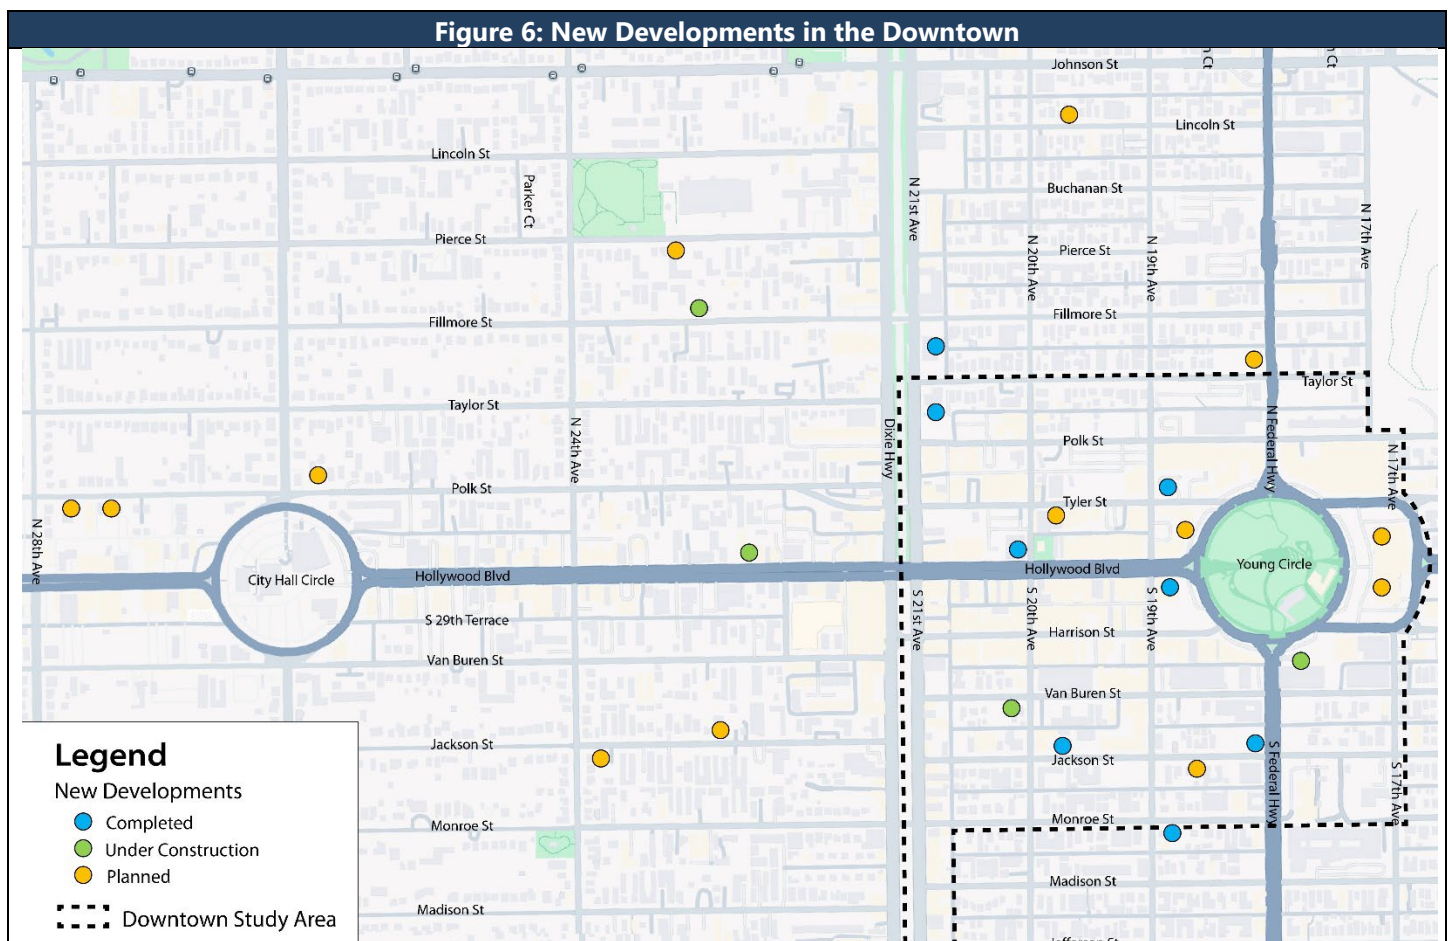 Figure 6: New Developments in the Downtown
Johnson St
Ct
Ct
Lincoln St
Lincoln St
Parker Ct
Buchanan St
N 21st Ave
N 17th Ave
Pierce St
Pierce St
N 20th Ave
N 19th Ave
Fillmore St
Fillmore St
Taylor St
Taylor St
N 24th Ave
Dixie Hwy
N Federal Hwy
Polk St
N 17th Ave
Polk St
Tyler St
N 28th Ave
City Hall Circle
Hollywood Blvd
Hollywood Blvd
Young Circle
S 21st Ave
S 20th Ave
S 19th Ave
S 29th Terrace
Harrison St
Van Buren St
Van Buren St
Jackson St
Jackson St
S Federal Hwy
S 17th Ave
Monroe St
Monroe St
Madison St
Madison St
Legend
New Developments
Completed
Under Construction
Planned
Downtown Study Area